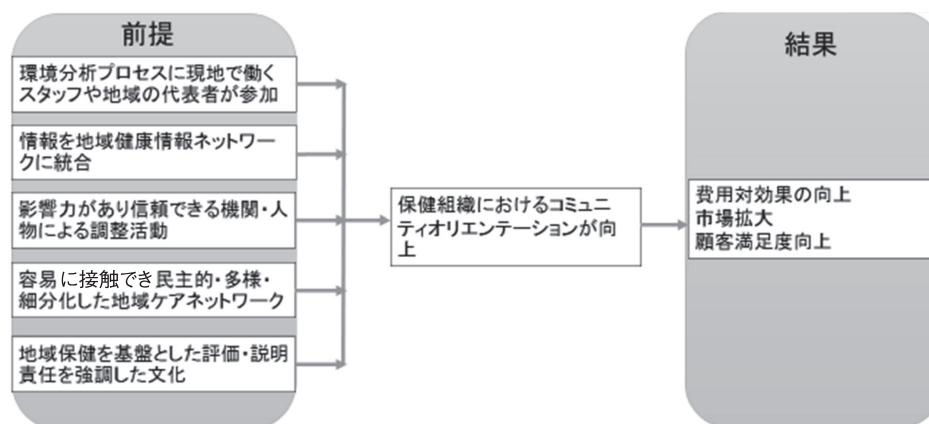 前提
環境分析プロセスに現地で働く
スタッフや地域の代表者が参加
情報を地域健康情報ネットワー
クに統合
影響力があり信頼できる機関・人
物による調整活動
容易に接触でき民主的・多様・
細分化した地域ケアネットワーク
地域保健を基盤とした評価・説明
責任を強調した文化
保健組織におけるコミュニ
ティオリエンテーションが向
上
結果
費用対効果の向上
市場拡大
顧客満足度向上